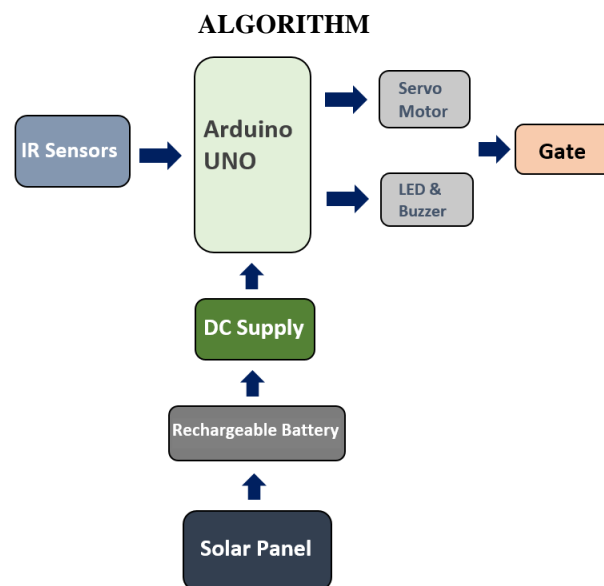 ALGORITHM
Servo
Motor
Arduino
UNO
IR Sensors
Gate
LED &
Buzzer
DC Supply
Rechargeable Battery
Solar Panel